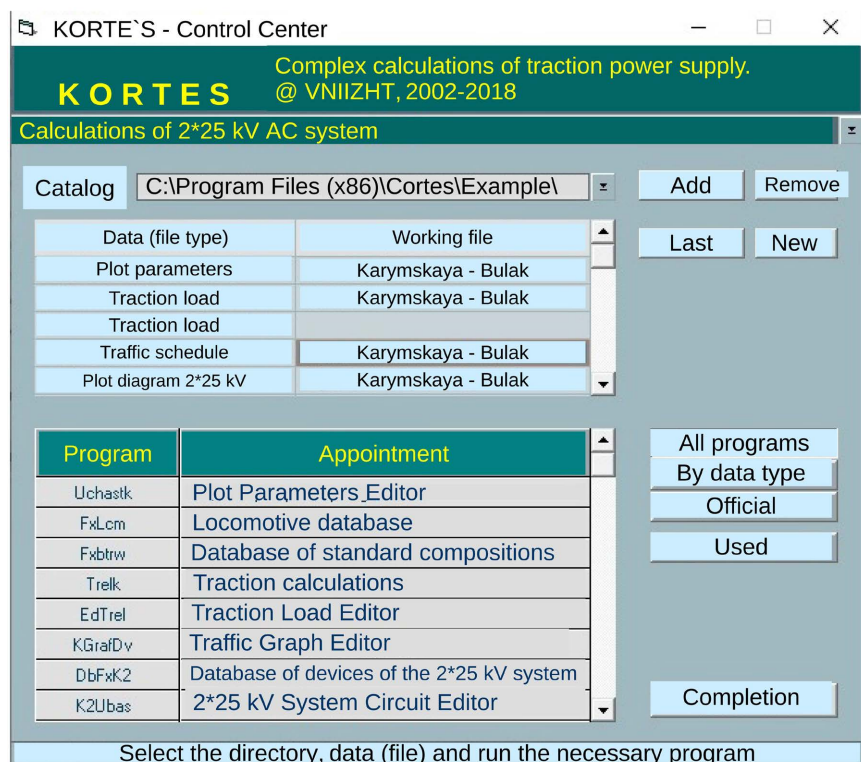 KORTE`S - Control Center
Complex calculations of traction power supply.
KORTES @ VNIIZHT, 2002-2018
Calculations of 2*25 kV AC system
Catalog C:\Program Files (x86)\Cortes\Example\ Add Remove
Data (file type) Working file Last New
Plot parameters Karymskaya - Bulak
Traction load Karymskaya - Bulak
Traction load
Traffic schedule Karymskaya - Bulak
Plot diagram 2*25 kV Karymskaya - Bulak
Program Appointment All programs
By data type
Uchastk Plot Parameters Editor
Official
FxLcm Locomotive database
Fxbtrw Database of standard compositions Used
Trelk Traction calculations
EdTrel Traction Load Editor
KGrafDv Traffic Graph Editor
DbFxK2 Database of devices of the 2*25 kV system
K2Ubas 2*25 kV System Circuit Editor Completion
Select the directory, data (file) and run the necessary program